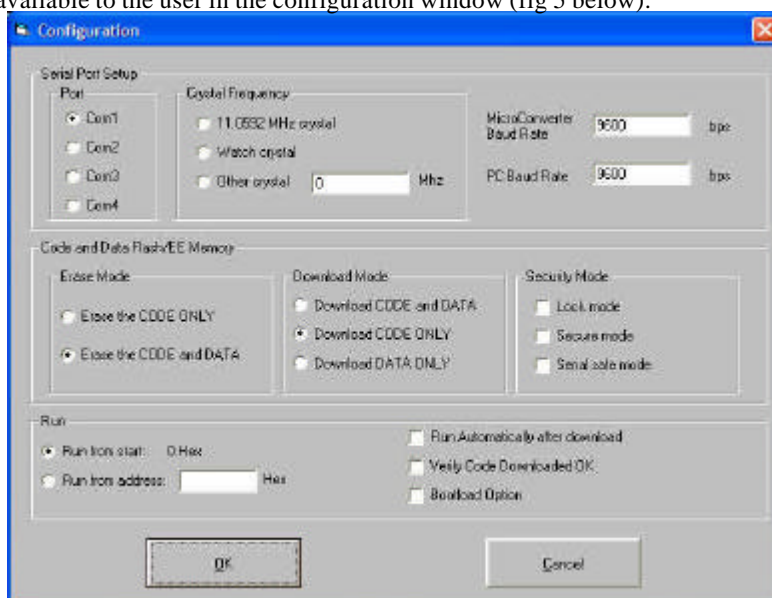 available to the user in the configuration window (fig 5 below).
Configuration
Serial Port Setup
Port
Com1
Com2
Com3
Com4
Crystal Frequency
11.0592 MHz crystal
Watch crystal
Other crystal 0 Mhz
MicroConverter
Baud Rate 9600 bps
PC Baud Rate 9600 bps
Code and Data Flash/EE Memory
Erase Mode
Erase the CODE ONLY
Erase the CODE and DATA
Download Mode
Download CODE and DATA
Download CODE ONLY
Download DATA ONLY
Security Mode
Lock mode
Secure mode
Serial safe mode
Run
Run from start: 0 Hex
Run from address: Hex
Run Automatically after download
Verify Code Downloaded OK
Bootload Option
OK
Cancel